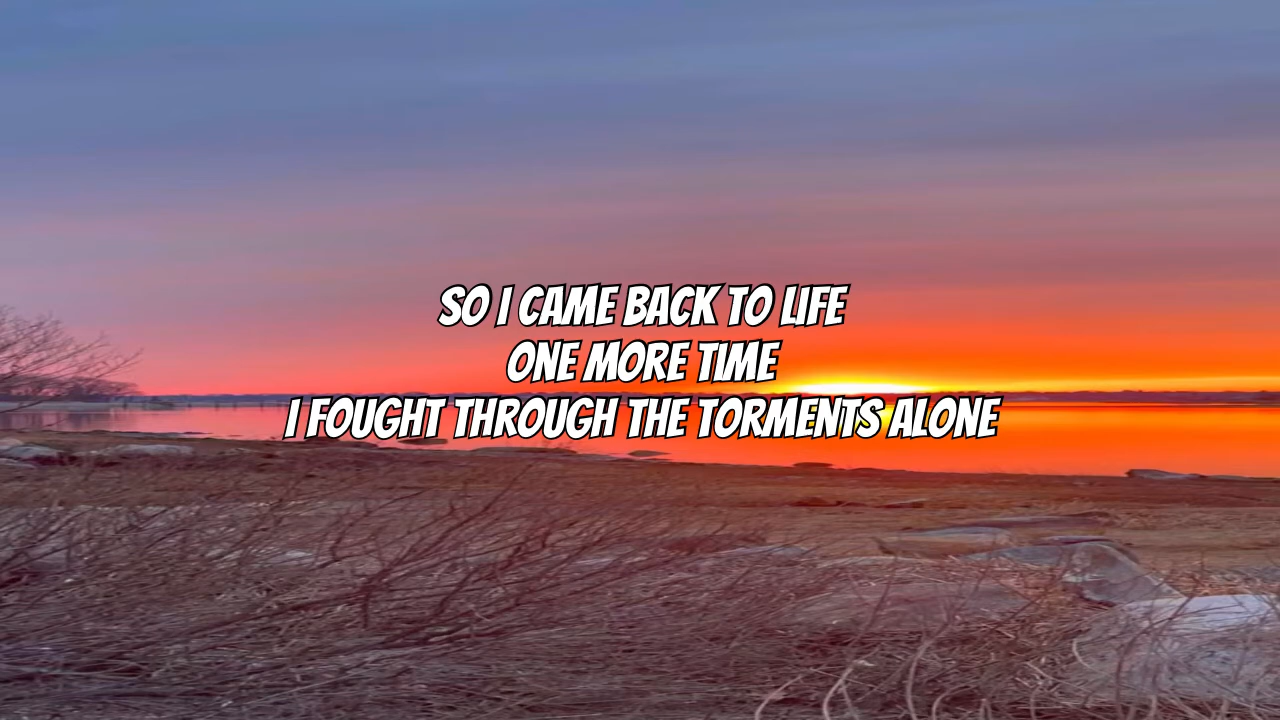 SO I CAME BACK TO LIFE
ONE MORE TIME
I FOUGHT THROUGH THE TORMENTS ALONE